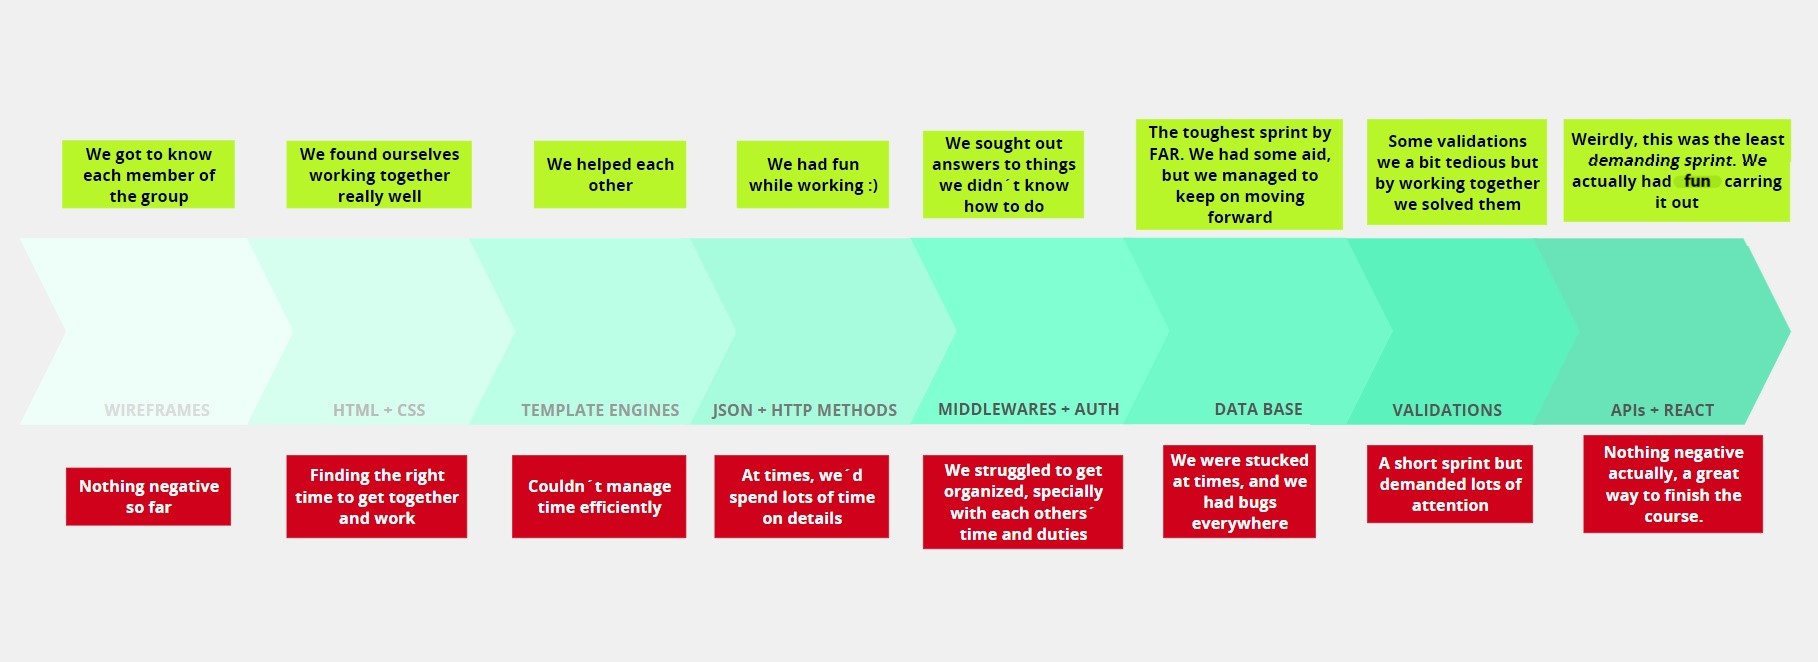 We got to know
each member of
the group
We found ourselves
working together
really well
We helped each
other
We had fun
while working :)
We sought out
answers to things
we didn´t know
how to do
The toughest sprint by
FAR. We had some aid,
but we managed to
keep on moving
forward
Some validations
we a bit tedious but
by working together
we solved them
Weirdly, this was the least
demanding sprint. We
actually had fun carring
it out
WIREFRAMES
HTML + CSS
TEMPLATE ENGINES
JSON + HTTP METHODS
MIDDLEWARES + AUTH
DATA BASE
VALIDATIONS
APIs + REACT
Nothing negative
so far
Finding the right
time to get together
and work
Couldn´t manage
time efficiently
At times, we´d
spend lots of time
on details
We struggled to get
organized, specially
with each others´
time and duties
We were stucked
at times, and we
had bugs
everywhere
A short sprint but
demanded lots of
attention
Nothing negative
actually, a great
way to finish the
course.